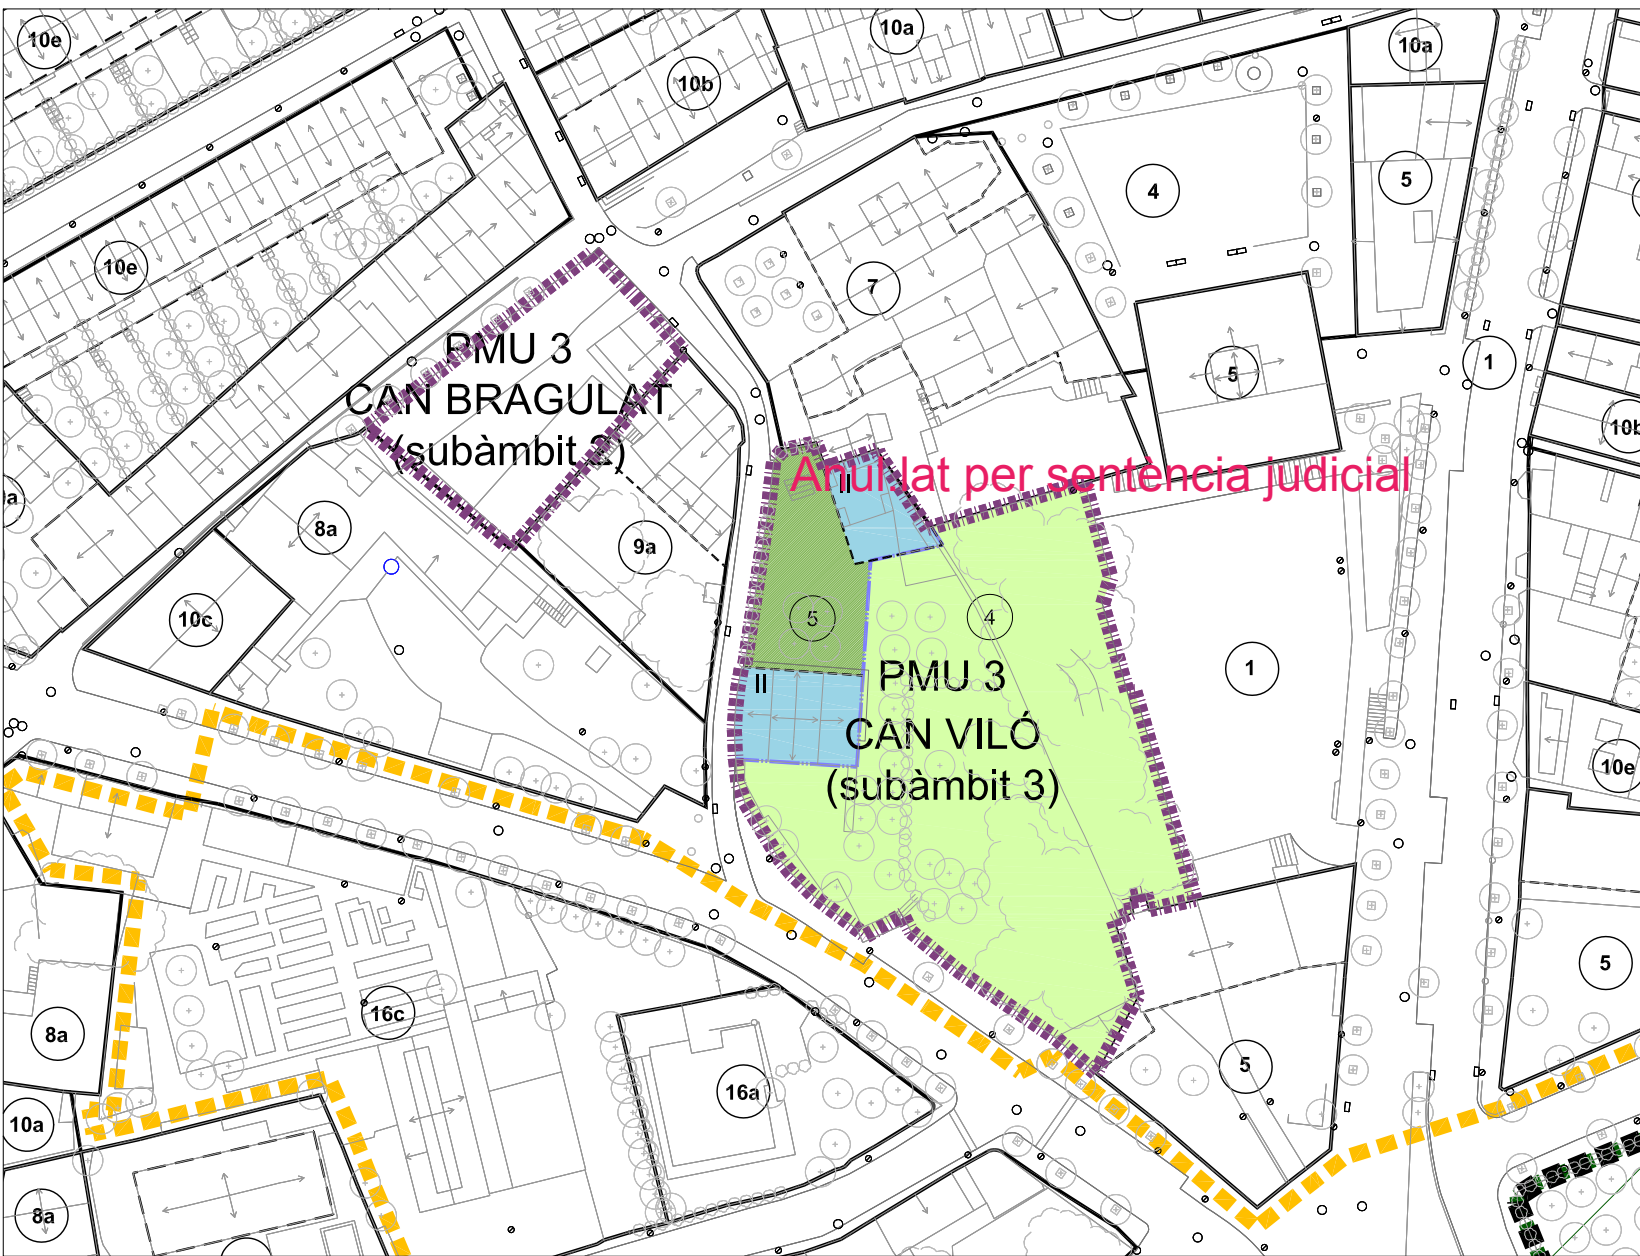 10e
10a
10a
10b
4
5
10e
7
1
5
PMU 3
CAN BRAGULAT
(subàmbit 2)
10b
Anul.lat per sentència judicial
II
8a
9a
10c
5
4
1
PMU 3
II
CAN VILÓ
(subàmbit 3)
10e
5
16c
8a
5
16a
10a
8a